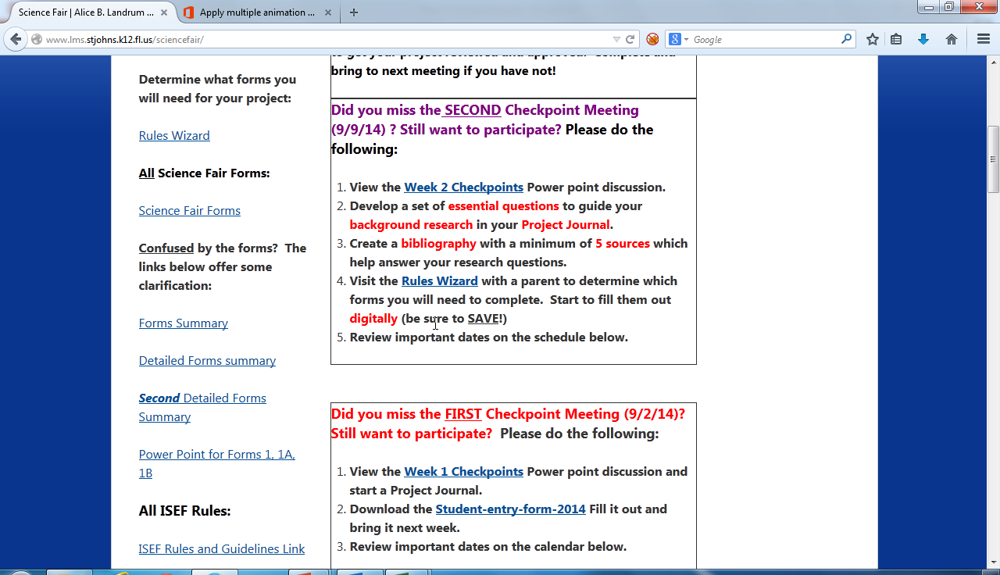 Science Fair | Alice B. Landrum ...
Apply multiple animation ...
www.lms.stjohns.k12.fl.us/sciencefair/
Google
Determine what forms you
will need for your project:
Rules Wizard
All Science Fair Forms:
Science Fair Forms
Confused by the forms? The
links below offer some
clarification:
Forms Summary
Detailed Forms summary
Second Detailed Forms
Summary
Power Point for Forms 1, 1A,
1B
All ISEF Rules:
ISEF Rules and Guidelines Link
to get your project reviewed and approved. Complete and
bring to next meeting if you have not!
Did you miss the SECOND Checkpoint Meeting
(9/9/14) ? Still want to participate? Please do the
following:
1. View the Week 2 Checkpoints Power point discussion.
2. Develop a set of essential questions to guide your
background research in your Project Journal.
3. Create a bibliography with a minimum of 5 sources which
help answer your research questions.
4. Visit the Rules Wizard with a parent to determine which
forms you will need to complete. Start to fill them out
digitally (be sure to SAVE!)
5. Review important dates on the schedule below.
Did you miss the FIRST Checkpoint Meeting (9/2/14)?
Still want to participate? Please do the following:
1. View the Week 1 Checkpoints Power point discussion and
start a Project Journal.
2. Download the Student-entry-form-2014 Fill it out and
bring it next week.
3. Review important dates on the calendar below.